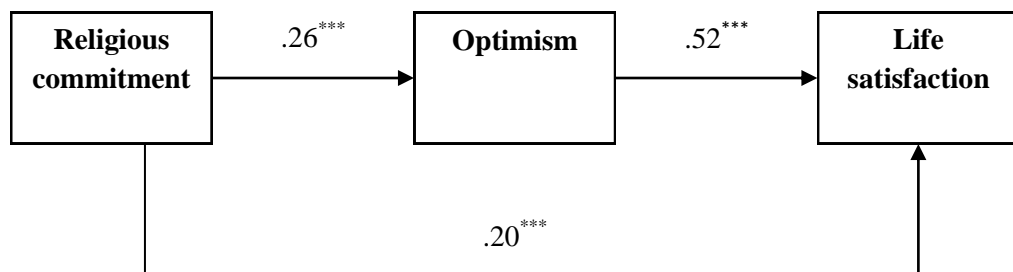 Religious
commitment
.26***
Optimism
.52***
Life
satisfaction
.20***